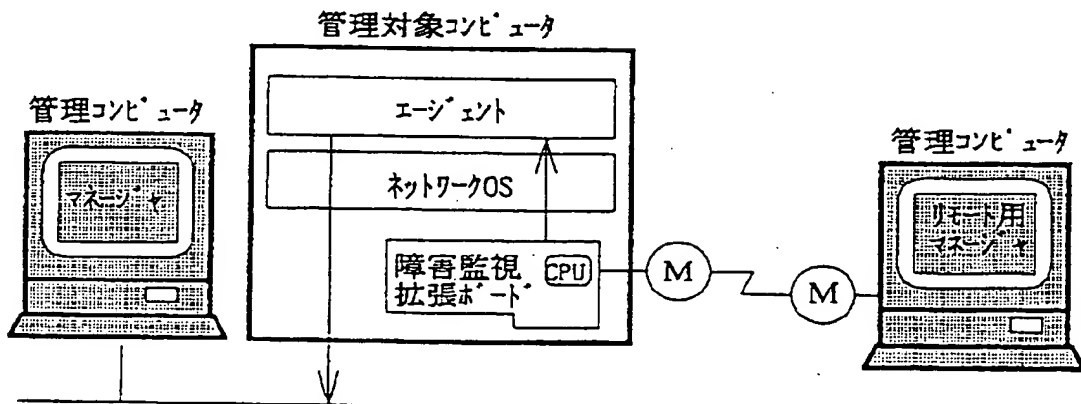 管理対象コンピュータ
管理コンピュータ
マネージャ
エージェント
ネットワークOS
障害監視
拡張ボード
CPU
M
M
管理コンピュータ
リモート用
マネージャ